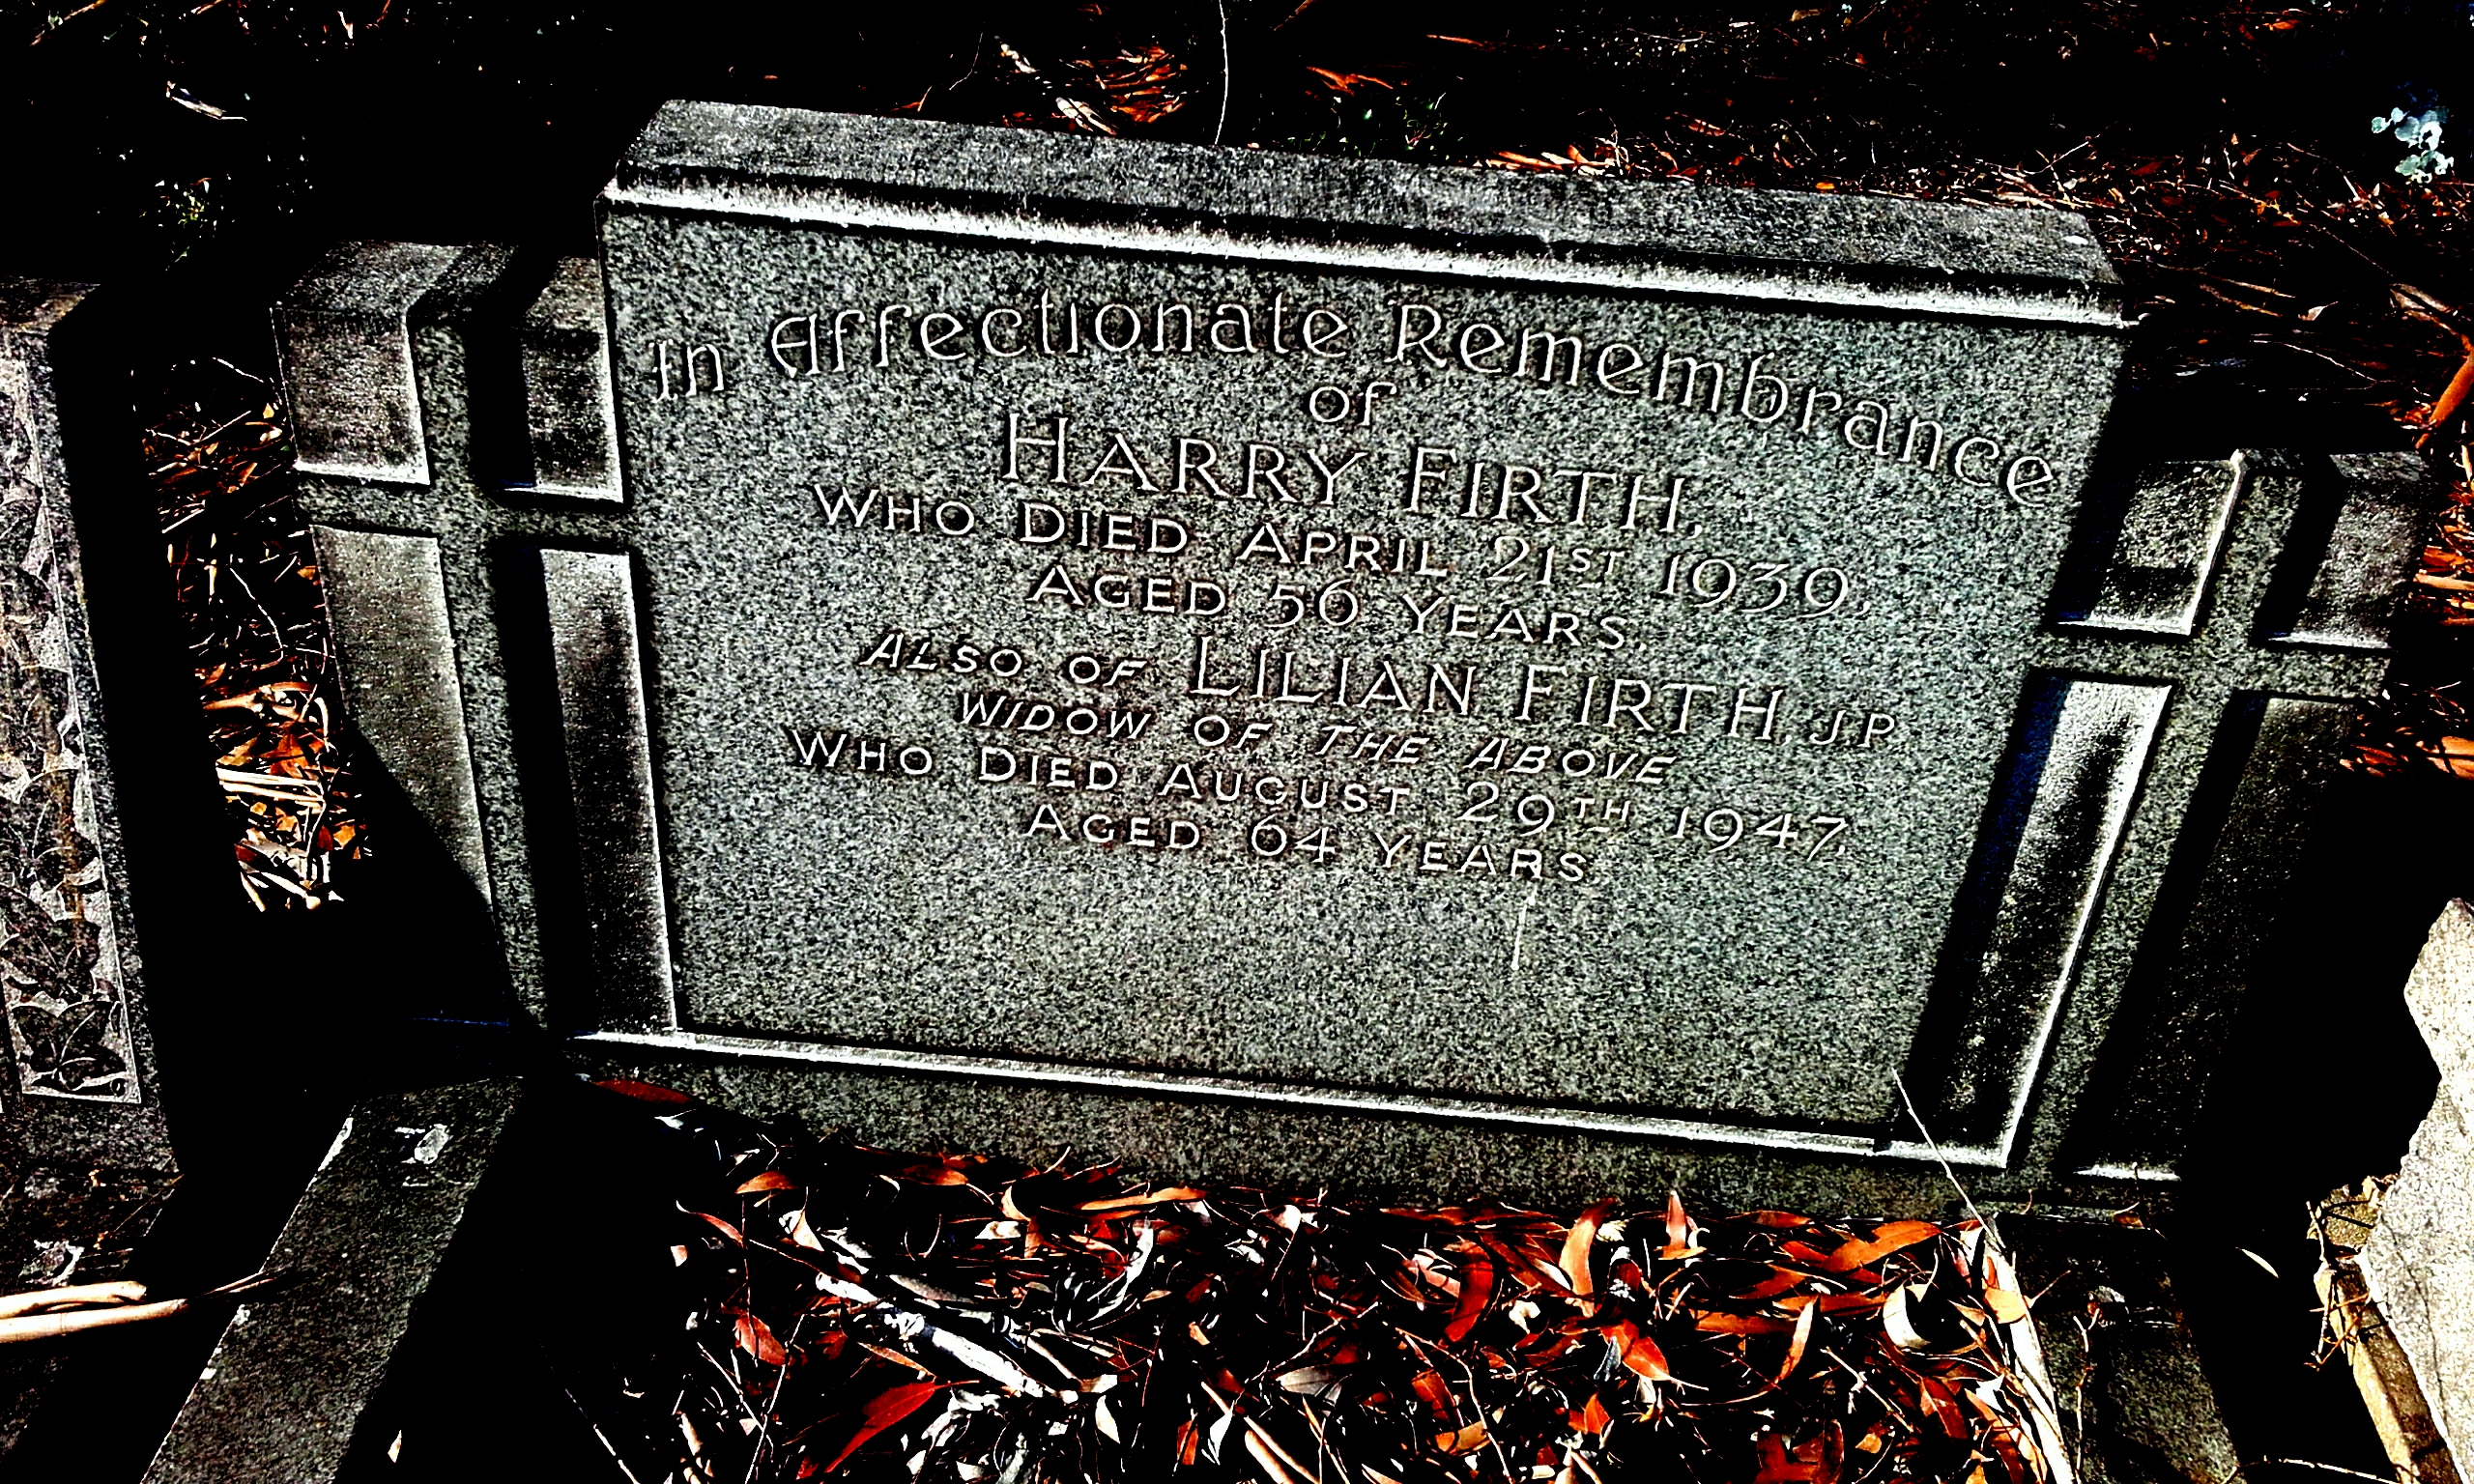 In Affectionate Remembrance
of
HARRY FIRTH,
WHO DIED APRIL 21ST 1939,
AGED 56 YEARS,
ALSO OF LILIAN FIRTH, J P
WIDOW OF THE ABOVE
WHO DIED AUGUST 29TH 1947,
AGED 64 YEARS